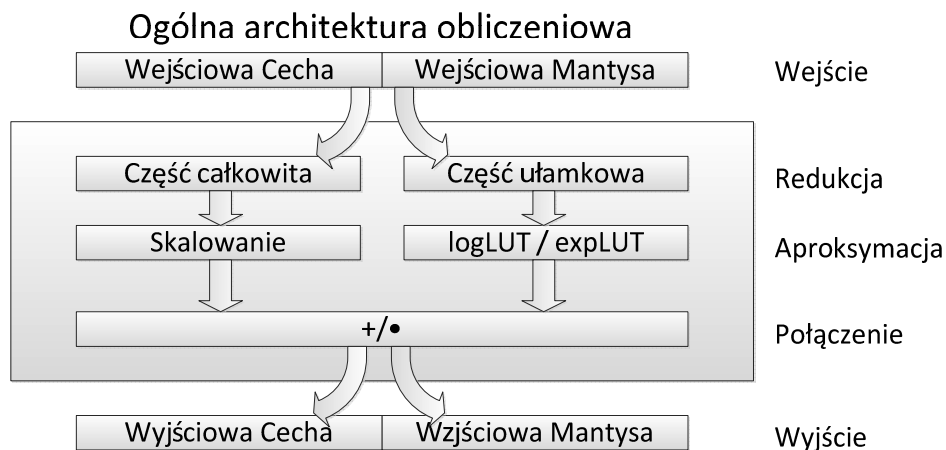 Ogólna architektura obliczeniowa
Wejściowa Cecha Wejściowa Mantysa Wejście
Część całkowita Część ułamkowa Redukcja
Skalowanie logLUT / expLUT Aproksymacja
+/• Połączenie
Wyjściowa Cecha Wzjściowa Mantysa Wyjście